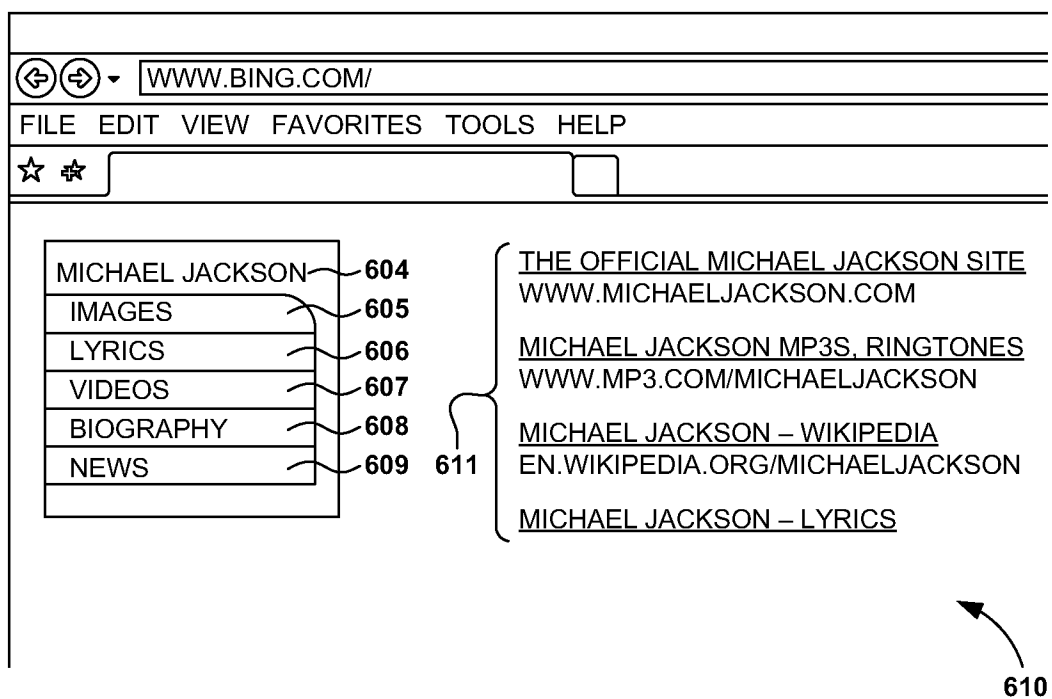 WWW.BING.COM/
FILE EDIT VIEW FAVORITES TOOLS HELP
MICHAEL JACKSON 604
IMAGES 605
LYRICS 606
VIDEOS 607
BIOGRAPHY 608
NEWS 609
611
THE OFFICIAL MICHAEL JACKSON SITE
WWW.MICHAELJACKSON.COM
MICHAEL JACKSON MP3S, RINGTONES
WWW.MP3.COM/MICHAELJACKSON
MICHAEL JACKSON – WIKIPEDIA
EN.WIKIPEDIA.ORG/MICHAELJACKSON
MICHAEL JACKSON – LYRICS
610